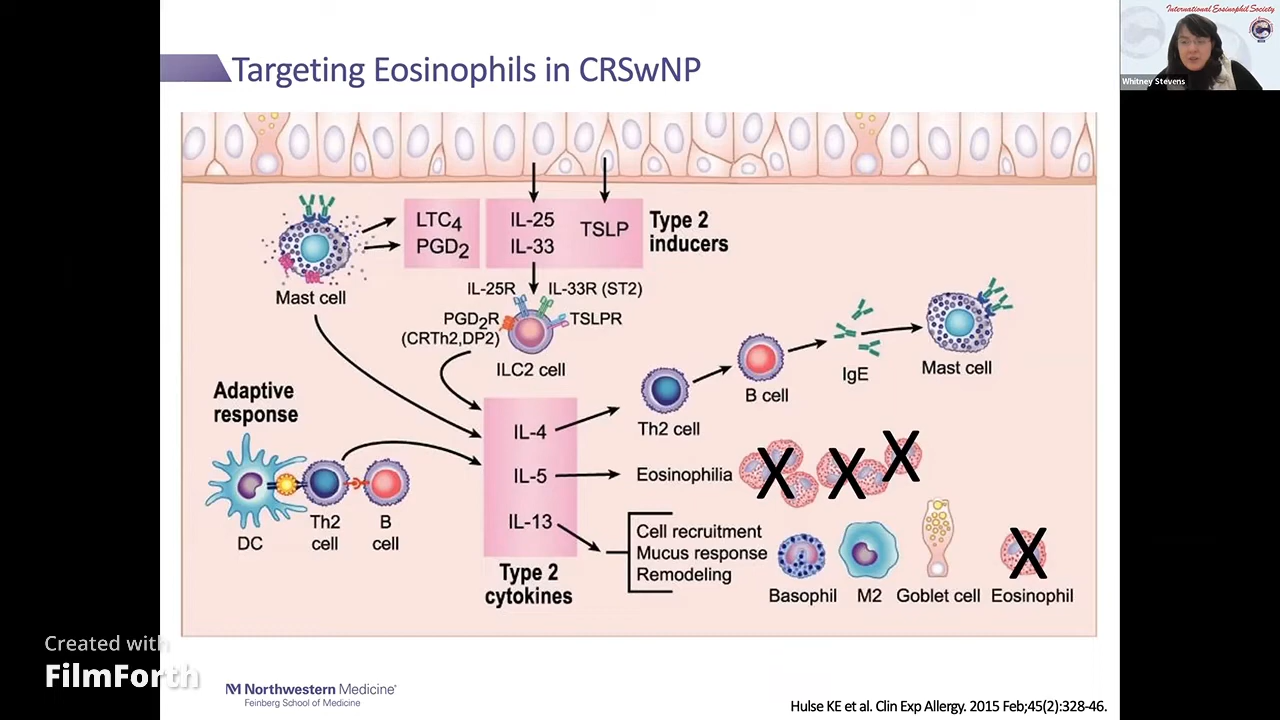 International Eosinophil Society
Whitney Stevens
Targeting Eosinophils in CRSwNP
LTC4
PGD2
IL-25
IL-33
TSLP
Type 2
inducers
Mast cell
IL-25R
IL-33R (ST2)
PGD2R
(CRTh2,DP2)
TSLPR
ILC2 cell
Adaptive
response
DC
Th2
cell
B
cell
IL-4
IL-5
IL-13
Type 2
cytokines
Th2 cell
B cell
IgE
Mast cell
Eosinophilia
X X X
Cell recruitment
Mucus response
Remodeling
X
Basophil
M2
Goblet cell
Eosinophil
Created with
FilmForth
NM Northwestern Medicine®
Feinberg School of Medicine
Hulse KE et al. Clin Exp Allergy. 2015 Feb;45(2):328-46.